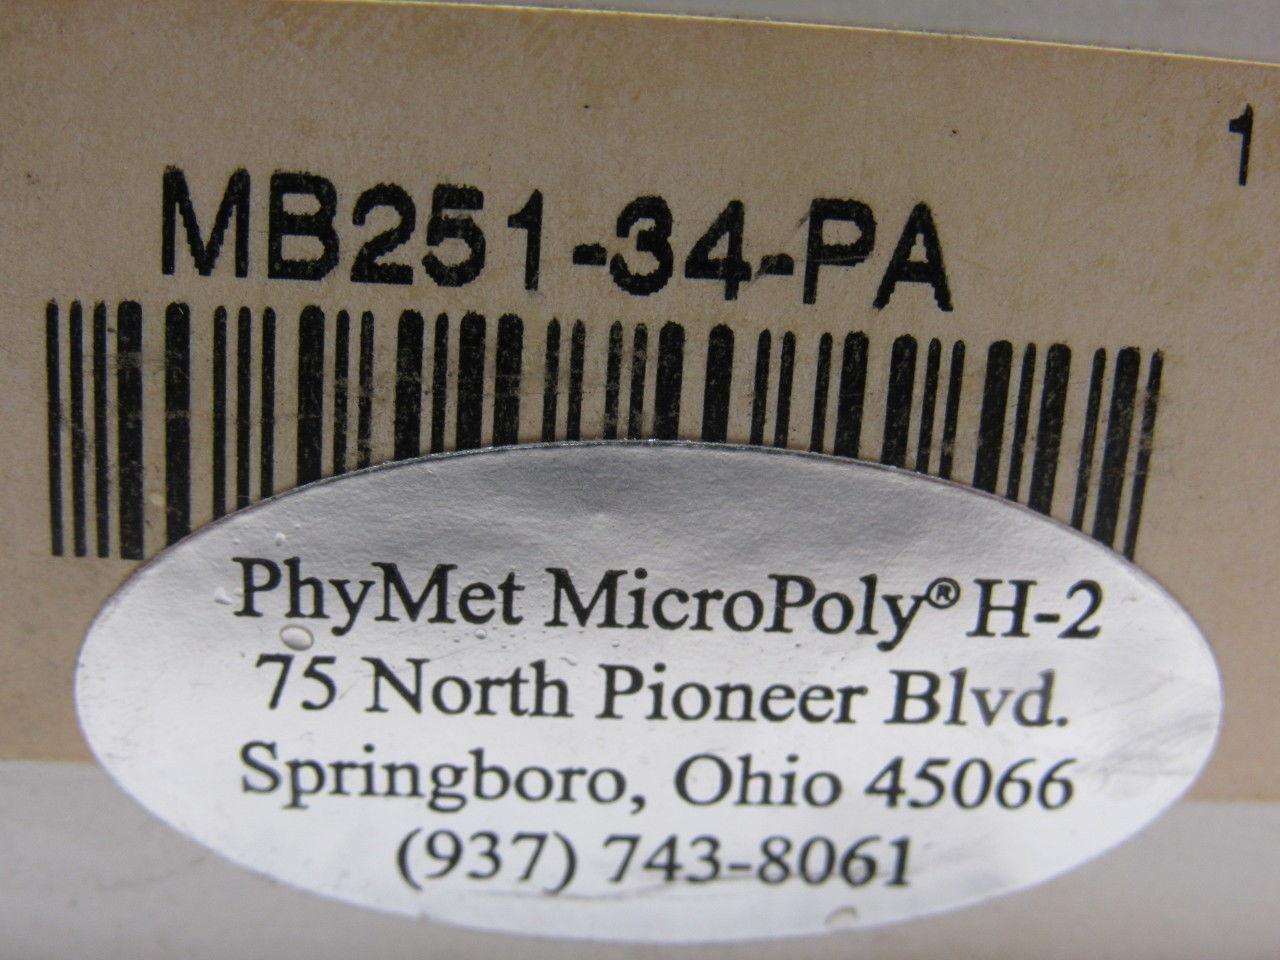 1
MB251-34-PA
PhyMet MicroPoly® H-2
75 North Pioneer Blvd.
Springboro, Ohio 45066
(937) 743-8061